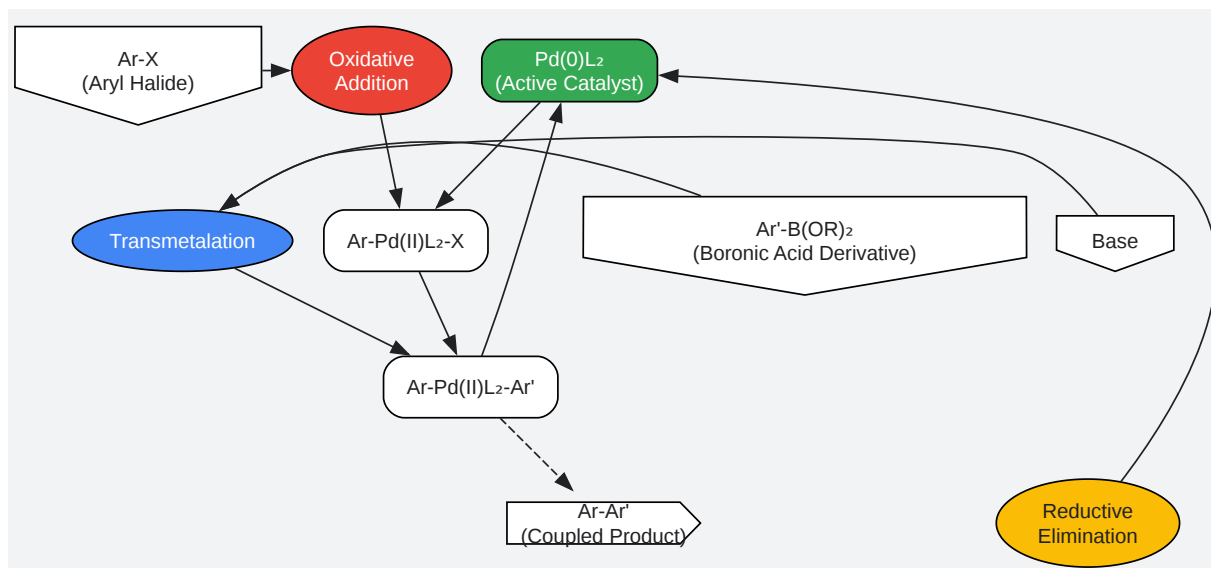 Ar-X
(Aryl Halide)
Oxidative
Addition
Pd(0)L₂
(Active Catalyst)
Transmetalation
Ar-Pd(II)L₂-X
Ar'-B(OR)₂
(Boronic Acid Derivative)
Base
Ar-Pd(II)L₂-Ar'
Ar-Ar'
(Coupled Product)
Reductive
Elimination